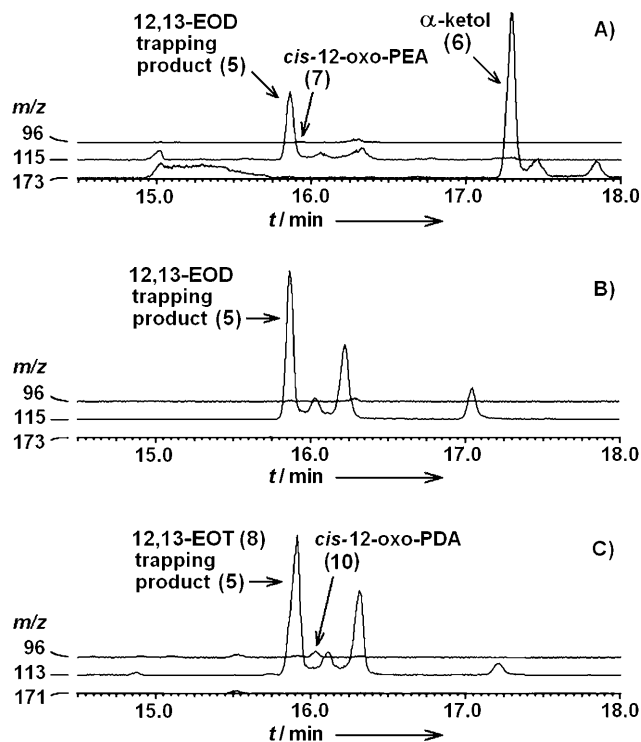 12,13-EOD
trapping
product (5)
cis-12-oxo-PEA
(7)
α-ketol
(6)
A)
m/z
96
115
173
15.0 16.0 17.0 18.0
t / min
12,13-EOD
trapping
product (5)
B)
m/z
96
115
173
15.0 16.0 17.0 18.0
t / min
12,13-EOT (8)
trapping
product (5)
cis-12-oxo-PDA
(10)
C)
m/z
96
113
171
15.0 16.0 17.0 18.0
t / min